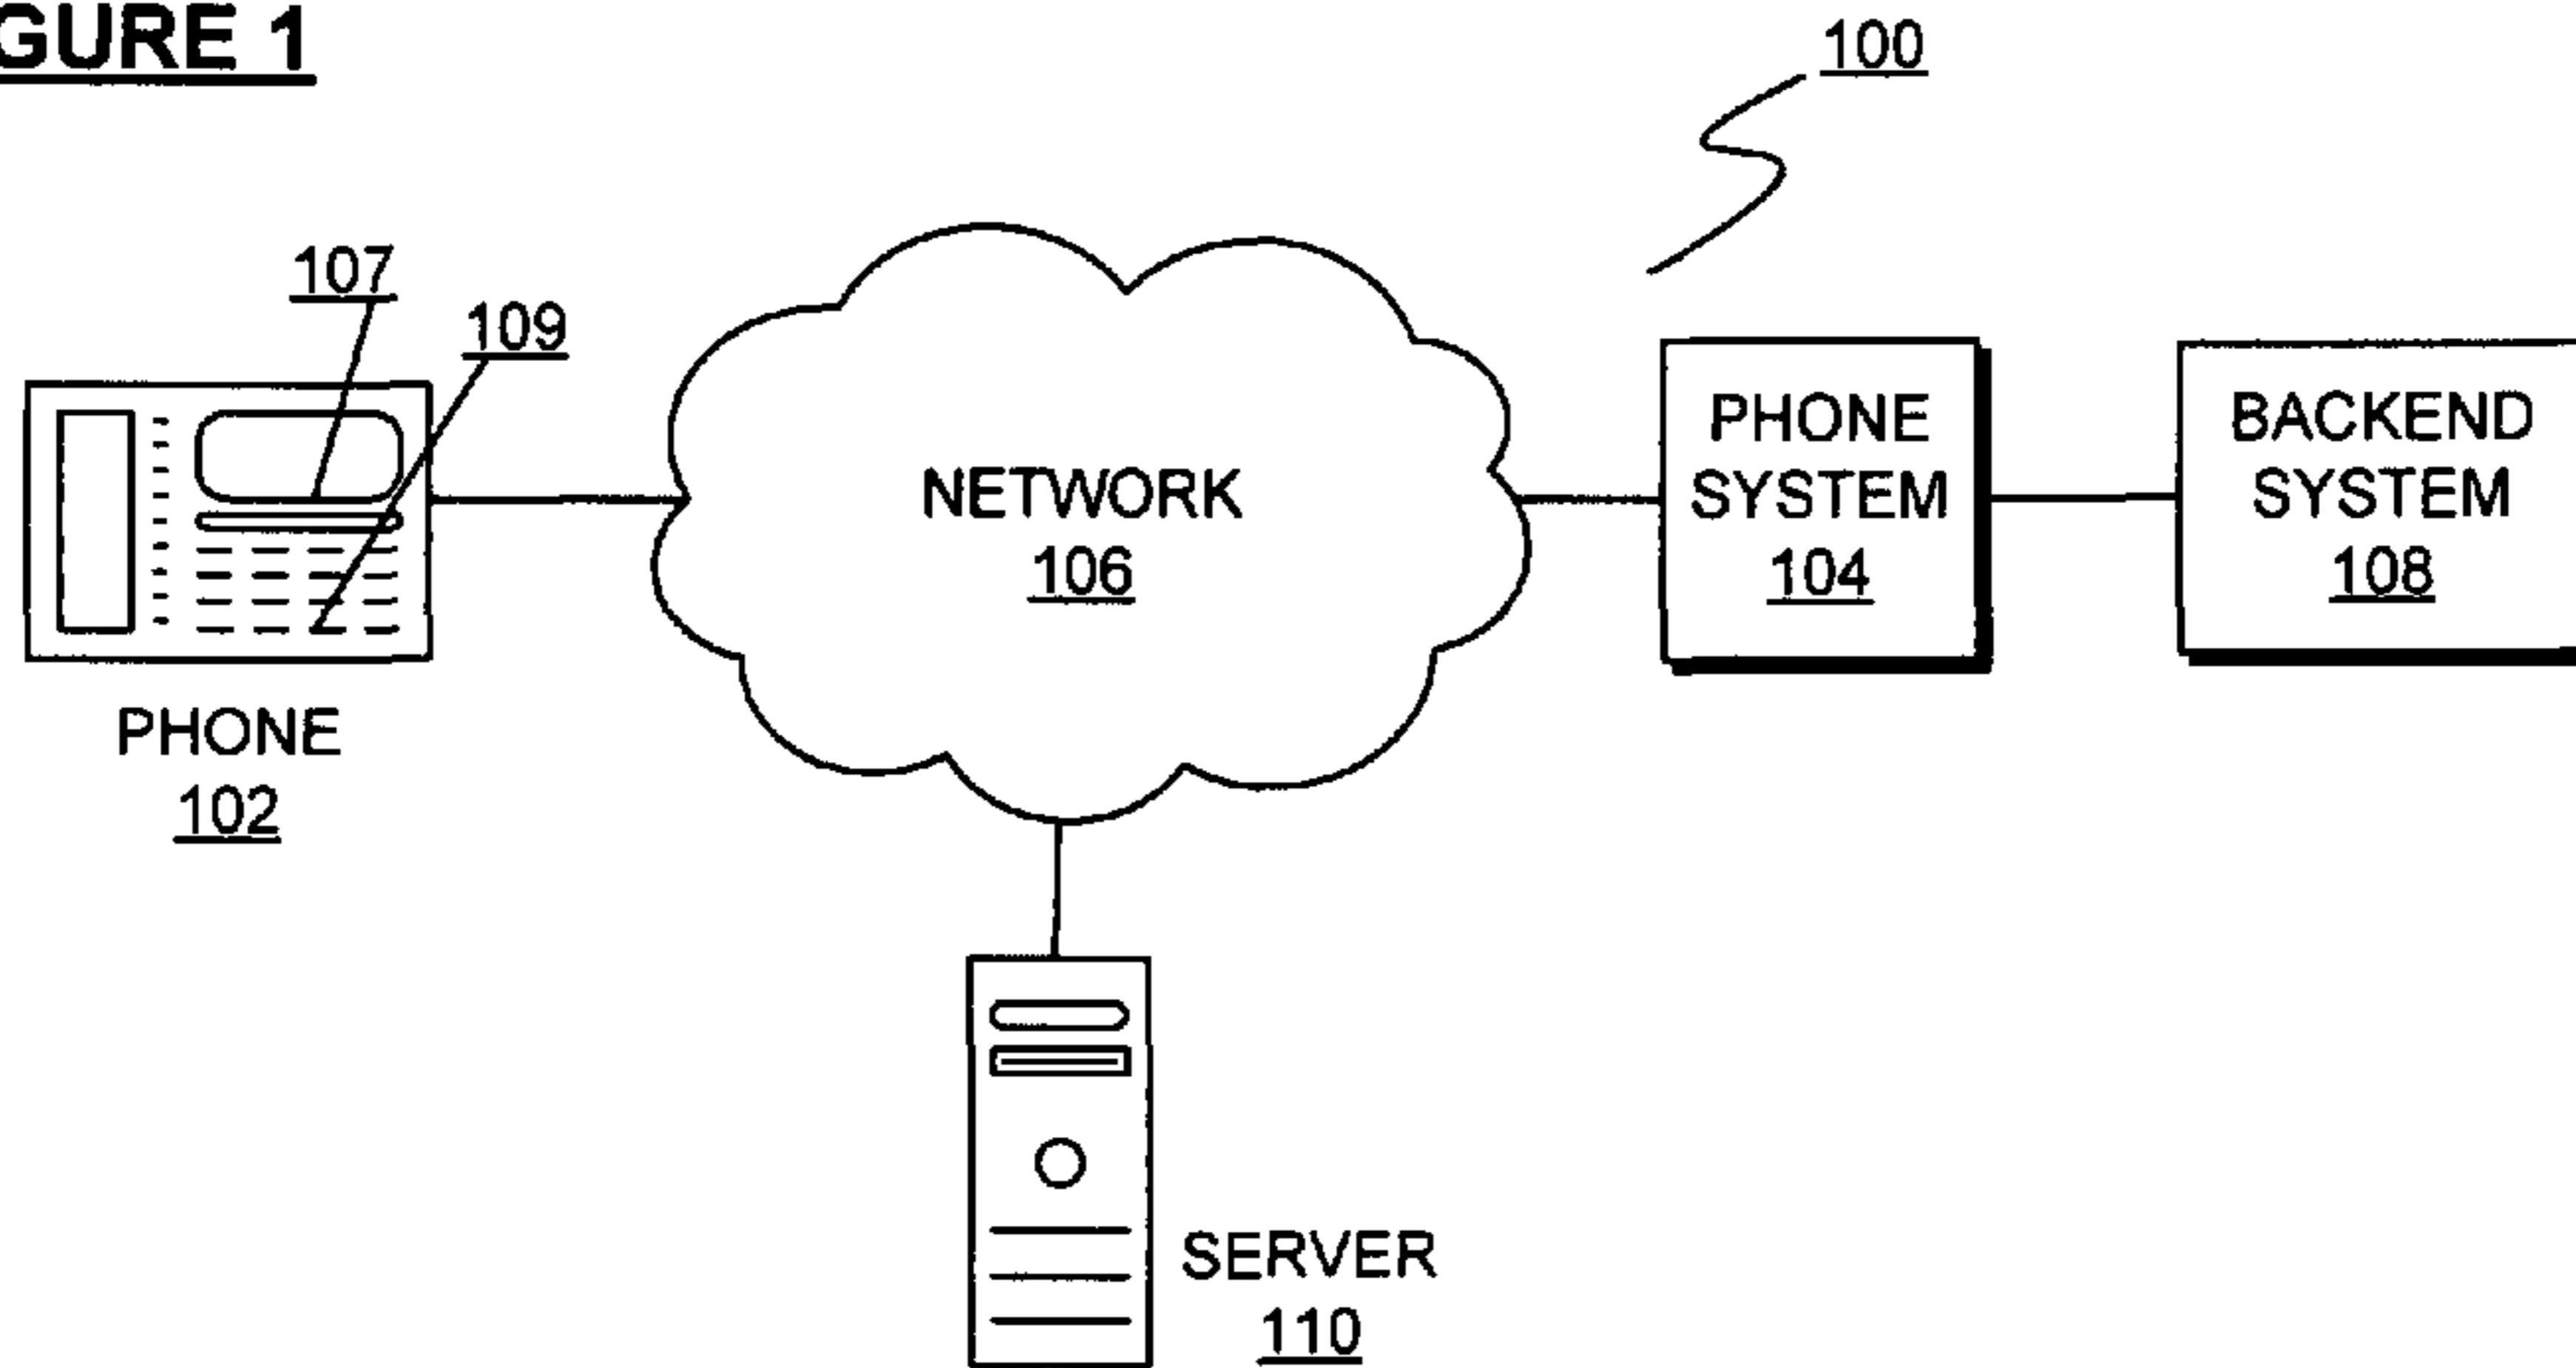 GURE 1
100
107
109
NETWORK
106
PHONE
SYSTEM
104
BACKEND
SYSTEM
108
PHONE
102
SERVER
110